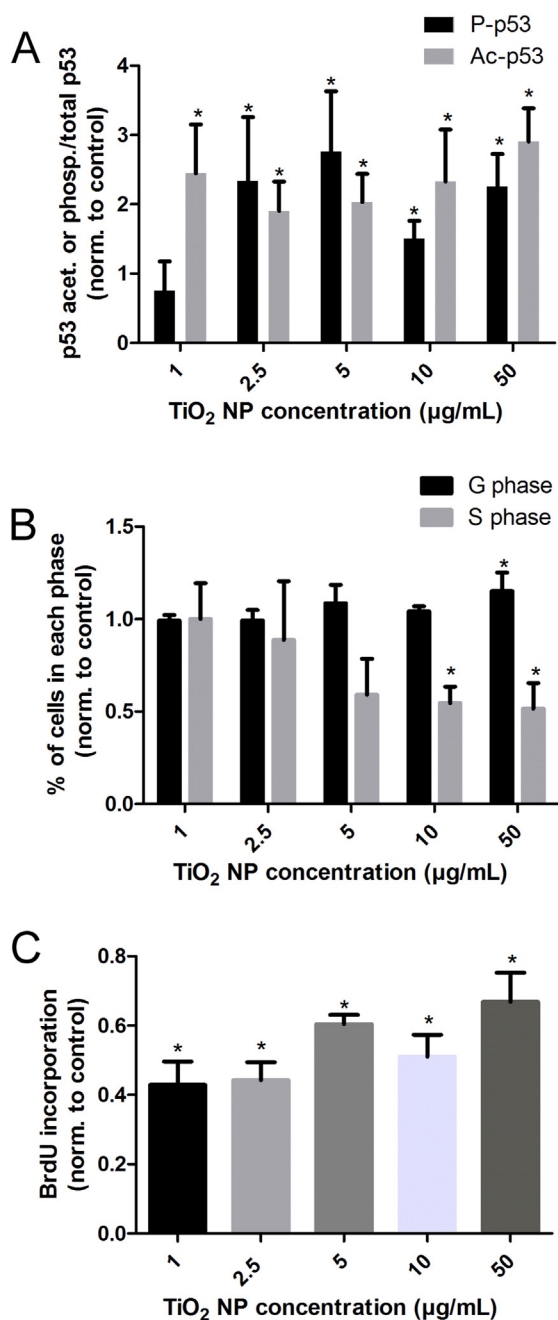 A
P-p53
Ac-p53
p53 acet. or phosp./total p53
(norm. to control)
4
3
2
1
0
* * * * * * * * *
1 2.5 5 10 50
TiO₂ NP concentration (µg/mL)
B
G phase
S phase
% of cells in each phase
(norm. to control)
1.5
1.0
0.5
0.0
* * *
1 2.5 5 10 50
TiO₂ NP concentration (µg/mL)
C
BrdU incorporation
(norm. to control)
0.8
0.6
0.4
0.2
0.0
* * * * *
1 2.5 5 10 50
TiO₂ NP concentration (µg/mL)